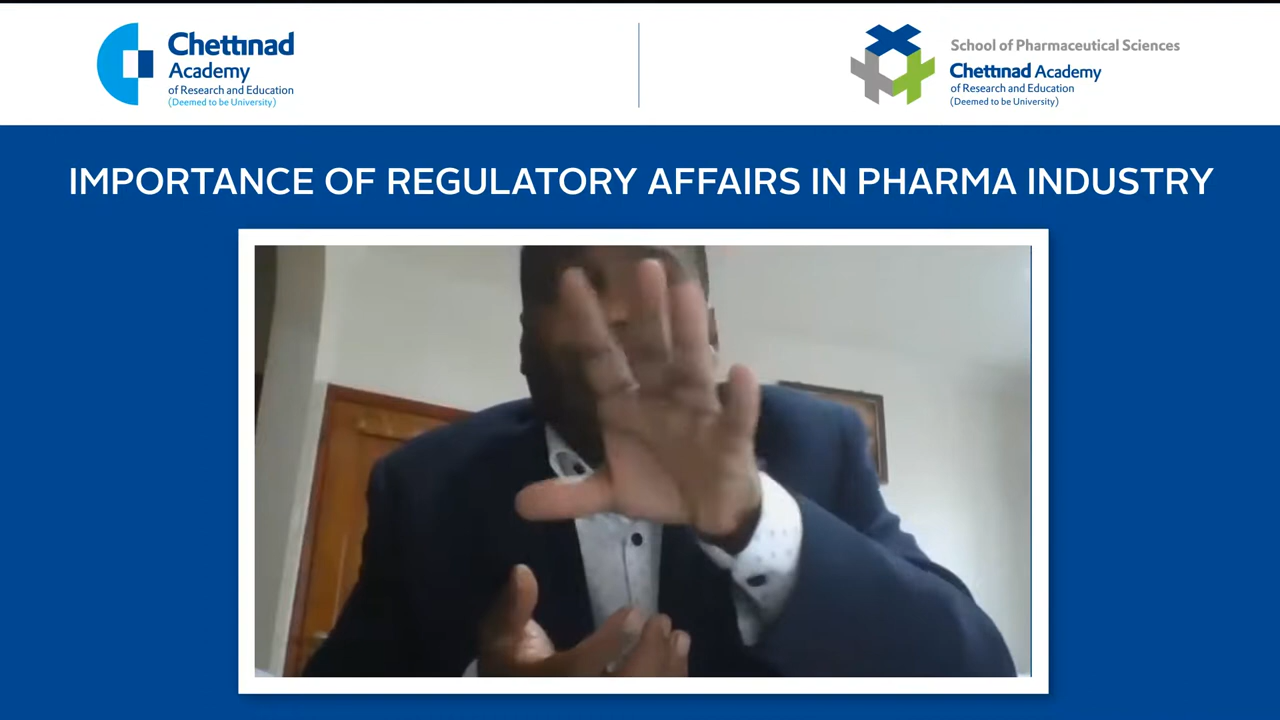 Chettinad
Academy
of Research and Education
(Deemed to be University)
School of Pharmaceutical Sciences
Chettinad Academy
of Research and Education
(Deemed to be University)
IMPORTANCE OF REGULATORY AFFAIRS IN PHARMA INDUSTRY